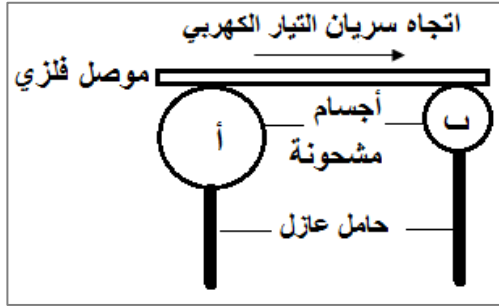 اتجاه سريان التيار الكهربي
موصل فلزي
أجسام
مشحونة
أ
ب
حامل عازل